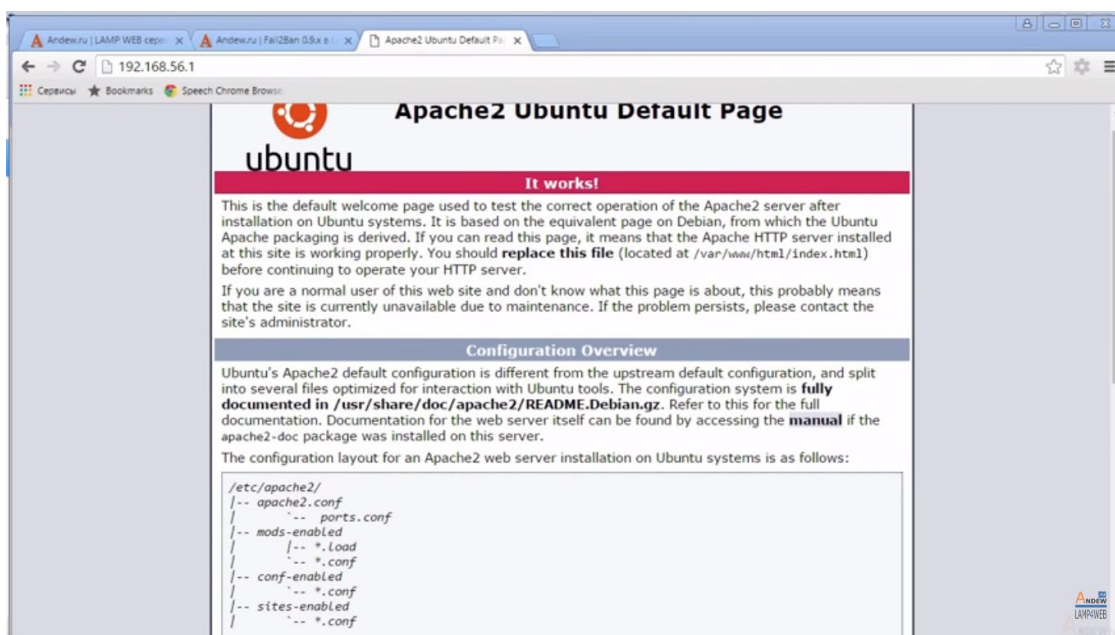 Andew.ru | LAMP WEB серв
Andew.ru | Fail2Ban 0.9.x в
Apache2 Ubuntu Default Pa
192.168.56.1
Сервисы
Bookmarks
Speech Chrome Browse
Apache2 Ubuntu Default Page
ubuntu
It works!
This is the default welcome page used to test the correct operation of the Apache2 server after
installation on Ubuntu systems. It is based on the equivalent page on Debian, from which the Ubuntu
Apache packaging is derived. If you can read this page, it means that the Apache HTTP server installed
at this site is working properly. You should replace this file (located at /var/www/html/index.html)
before continuing to operate your HTTP server.
If you are a normal user of this web site and don't know what this page is about, this probably means
that the site is currently unavailable due to maintenance. If the problem persists, please contact the
site's administrator.
Configuration Overview
Ubuntu's Apache2 default configuration is different from the upstream default configuration, and split
into several files optimized for interaction with Ubuntu tools. The configuration system is fully
documented in /usr/share/doc/apache2/README.Debian.gz. Refer to this for the full
documentation. Documentation for the web server itself can be found by accessing the manual if the
apache2-doc package was installed on this server.
The configuration layout for an Apache2 web server installation on Ubuntu systems is as follows:
/etc/apache2/
|-- apache2.conf
|       `--  ports.conf
|-- mods-enabled
|       |-- *.load
|       `-- *.conf
|-- conf-enabled
|       `-- *.conf
|-- sites-enabled
|       `-- *.conf
ANDEW
LAMP4WEB